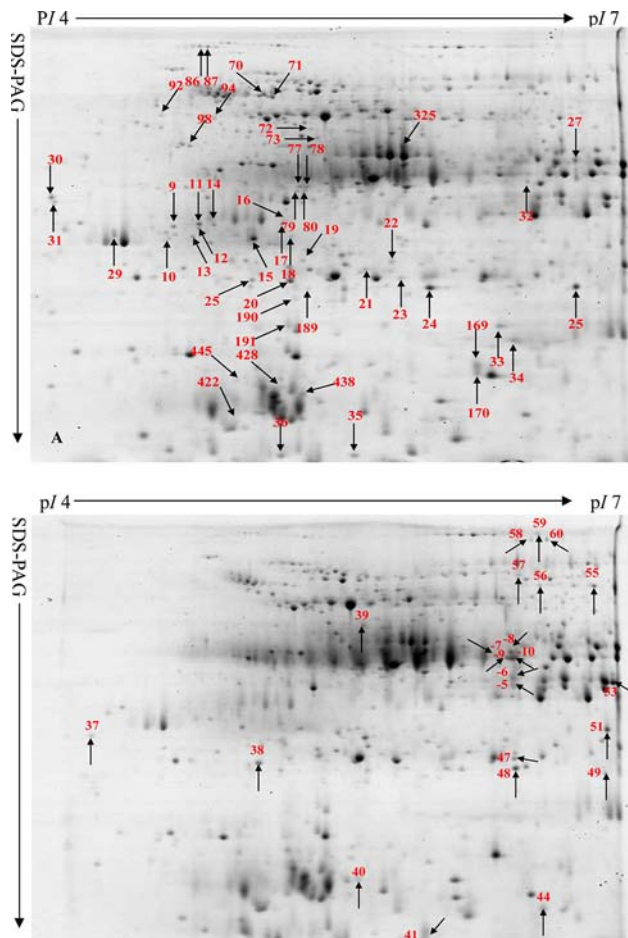 PI 4 pI 7
SDS-PAG
86 87 70 71
92 94
98 72 325 27
73
77 78
30
9 11 14 16 32
31 79 80 19 22
29 10 13 12 15 17 18
25 20 21 23 24 25
190 189
191 169 33 34
445 428 438
422 170
36 35
A
pI 4 pI 7
SDS-PAG
58 59 60
57 56 55
39
-7 -8
-9 10
-6
-5 53
37 51
38 47
48 49
40 44
41